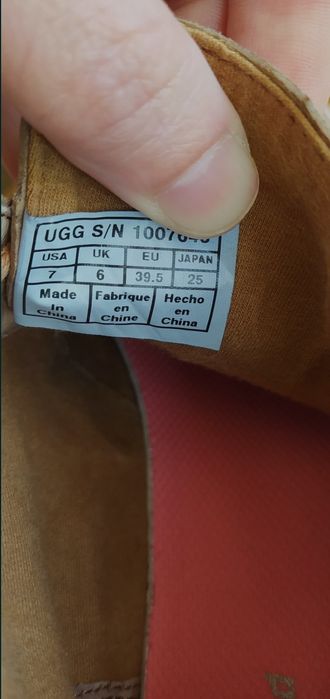 UGG S/N 1007646
USA UK EU JAPAN
7 6 39.5 25
Made Fabrique Hecho
in en en
China Chine China